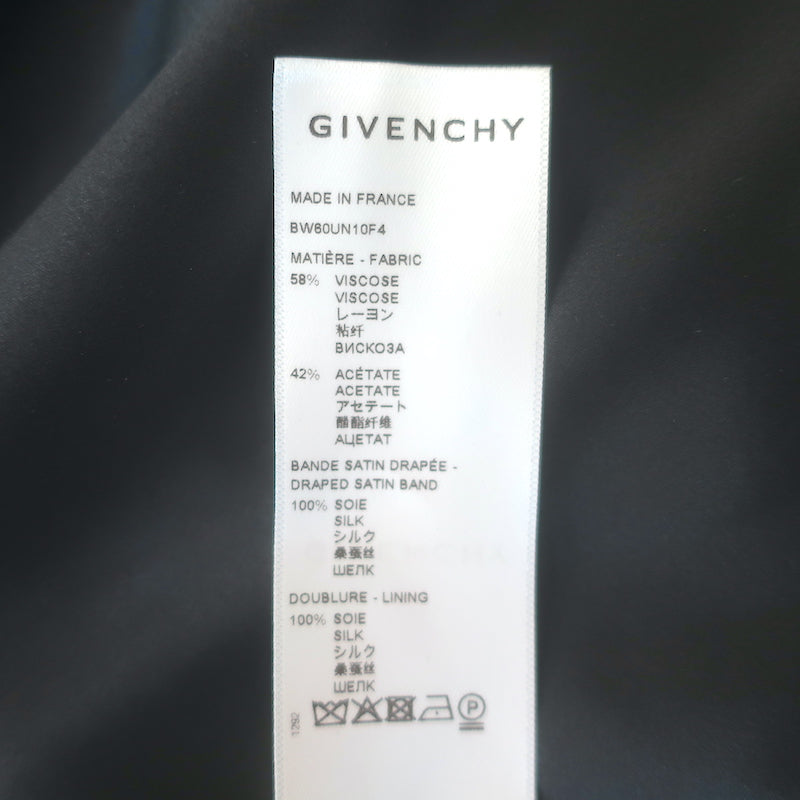 GIVENCHY
MADE IN FRANCE
BW60UN10F4
MATIÈRE - FABRIC
58% VISCOSE
VISCOSE
レーヨン
粘纤
ВИСКОЗА
42% ACÉTATE
ACETATE
アセテート
醋酯纤维
АЦЕТАТ
BANDE SATIN DRAPÉE -
DRAPED SATIN BAND
100% SOIE
SILK
シルク
桑蚕丝
ШЕЛК
DOUBLURE - LINING
100% SOIE
SILK
シルク
桑蚕丝
ШЕЛК
P
1292